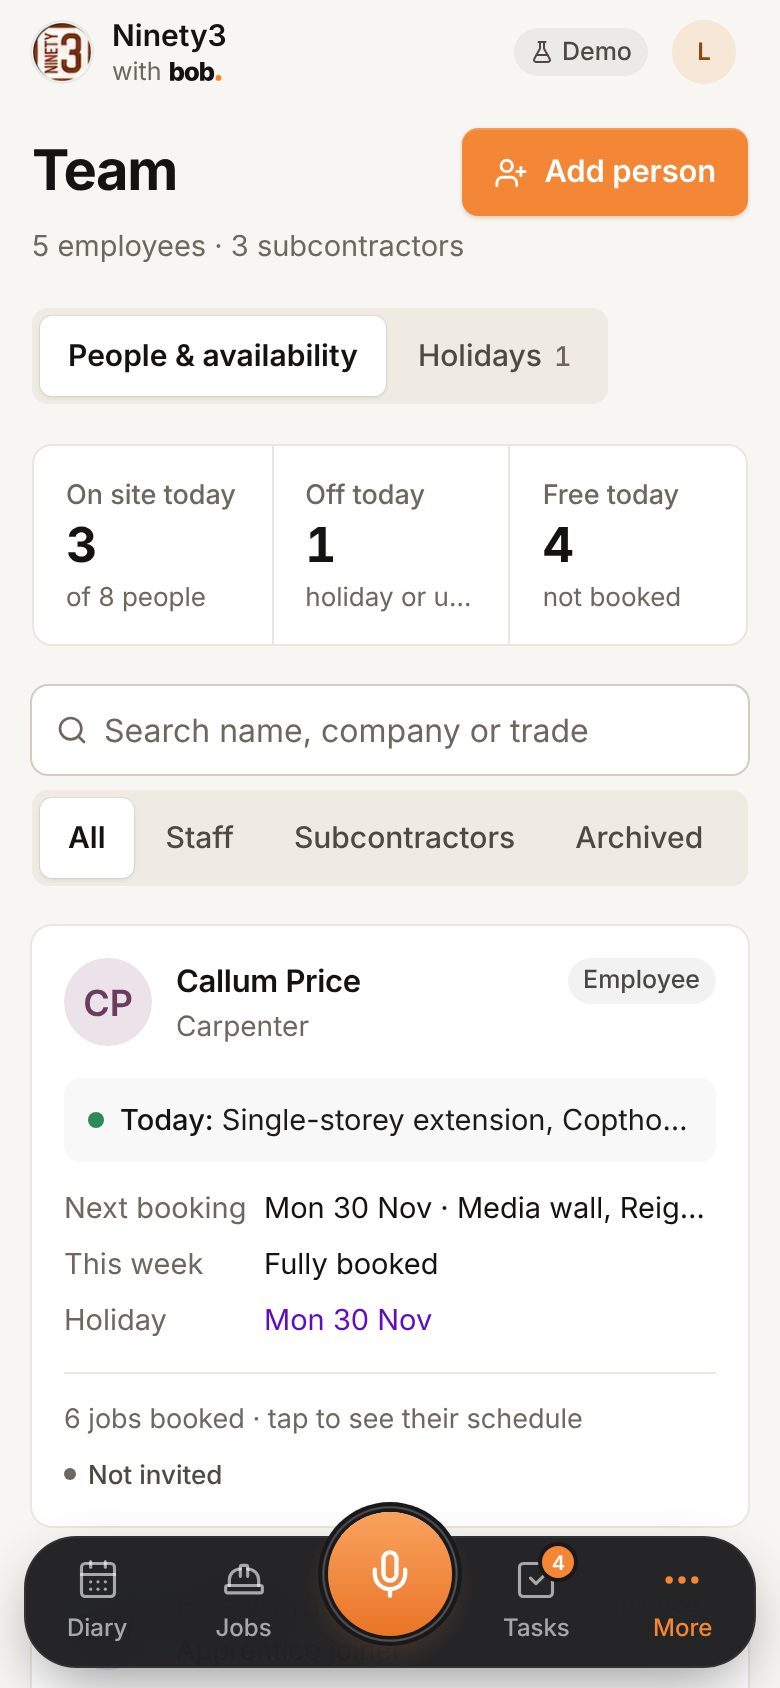 NINETY 3
Ninety3
with bob.
Demo
L
Team
Add person
5 employees · 3 subcontractors
People & availability
Holidays 1
On site today
3
of 8 people
Off today
1
holiday or u...
Free today
4
not booked
Search name, company or trade
All
Staff
Subcontractors
Archived
CP
Callum Price
Carpenter
Employee
Today: Single-storey extension, Coptho...
Next booking Mon 30 Nov · Media wall, Reig...
This week Fully booked
Holiday Mon 30 Nov
6 jobs booked · tap to see their schedule
Not invited
Apprentice joiner
Diary
Jobs
4
Tasks
More